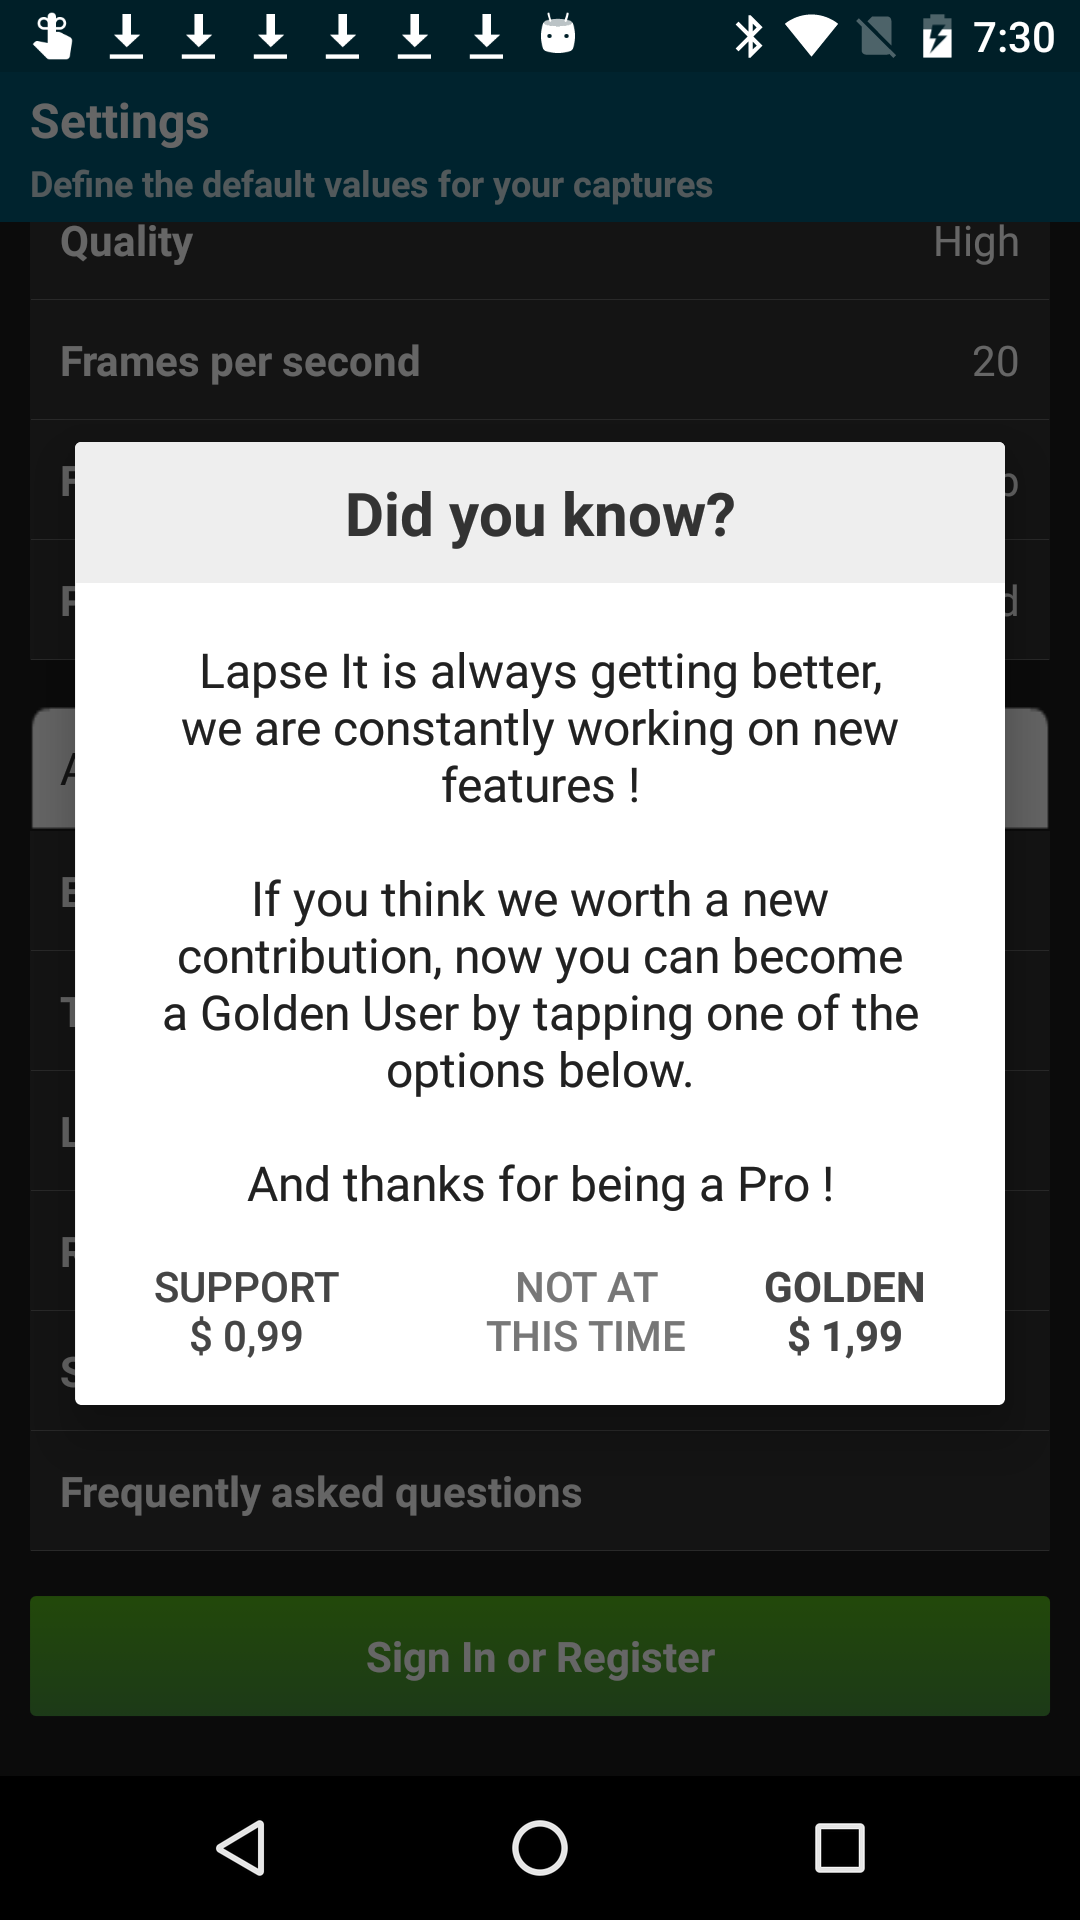 7:30
Settings
Define the default values for your captures
Quality High
Frames per second 20
Did you know?
Lapse It is always getting better,
we are constantly working on new
features !
If you think we worth a new
contribution, now you can become
a Golden User by tapping one of the
options below.
And thanks for being a Pro !
SUPPORT
$ 0,99
NOT AT
THIS TIME
GOLDEN
$ 1,99
Frequently asked questions
Sign In or Register